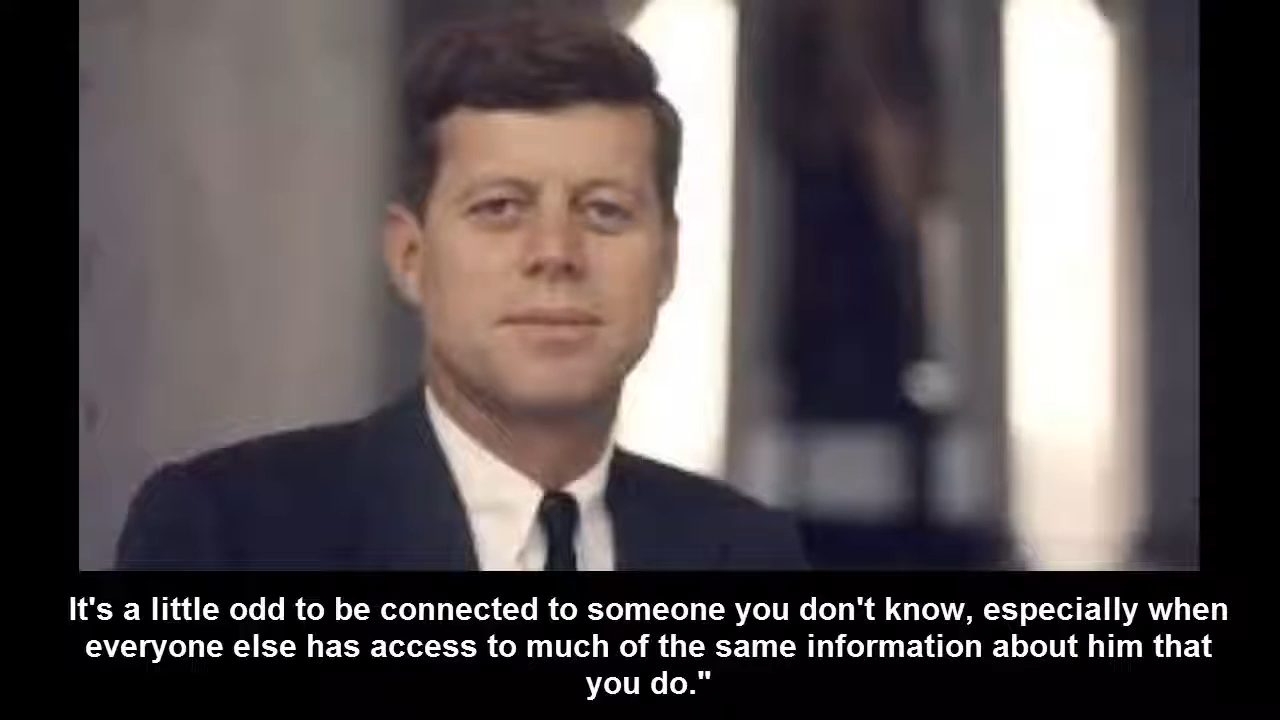 It's a little odd to be connected to someone you don't know, especially when
everyone else has access to much of the same information about him that
you do."